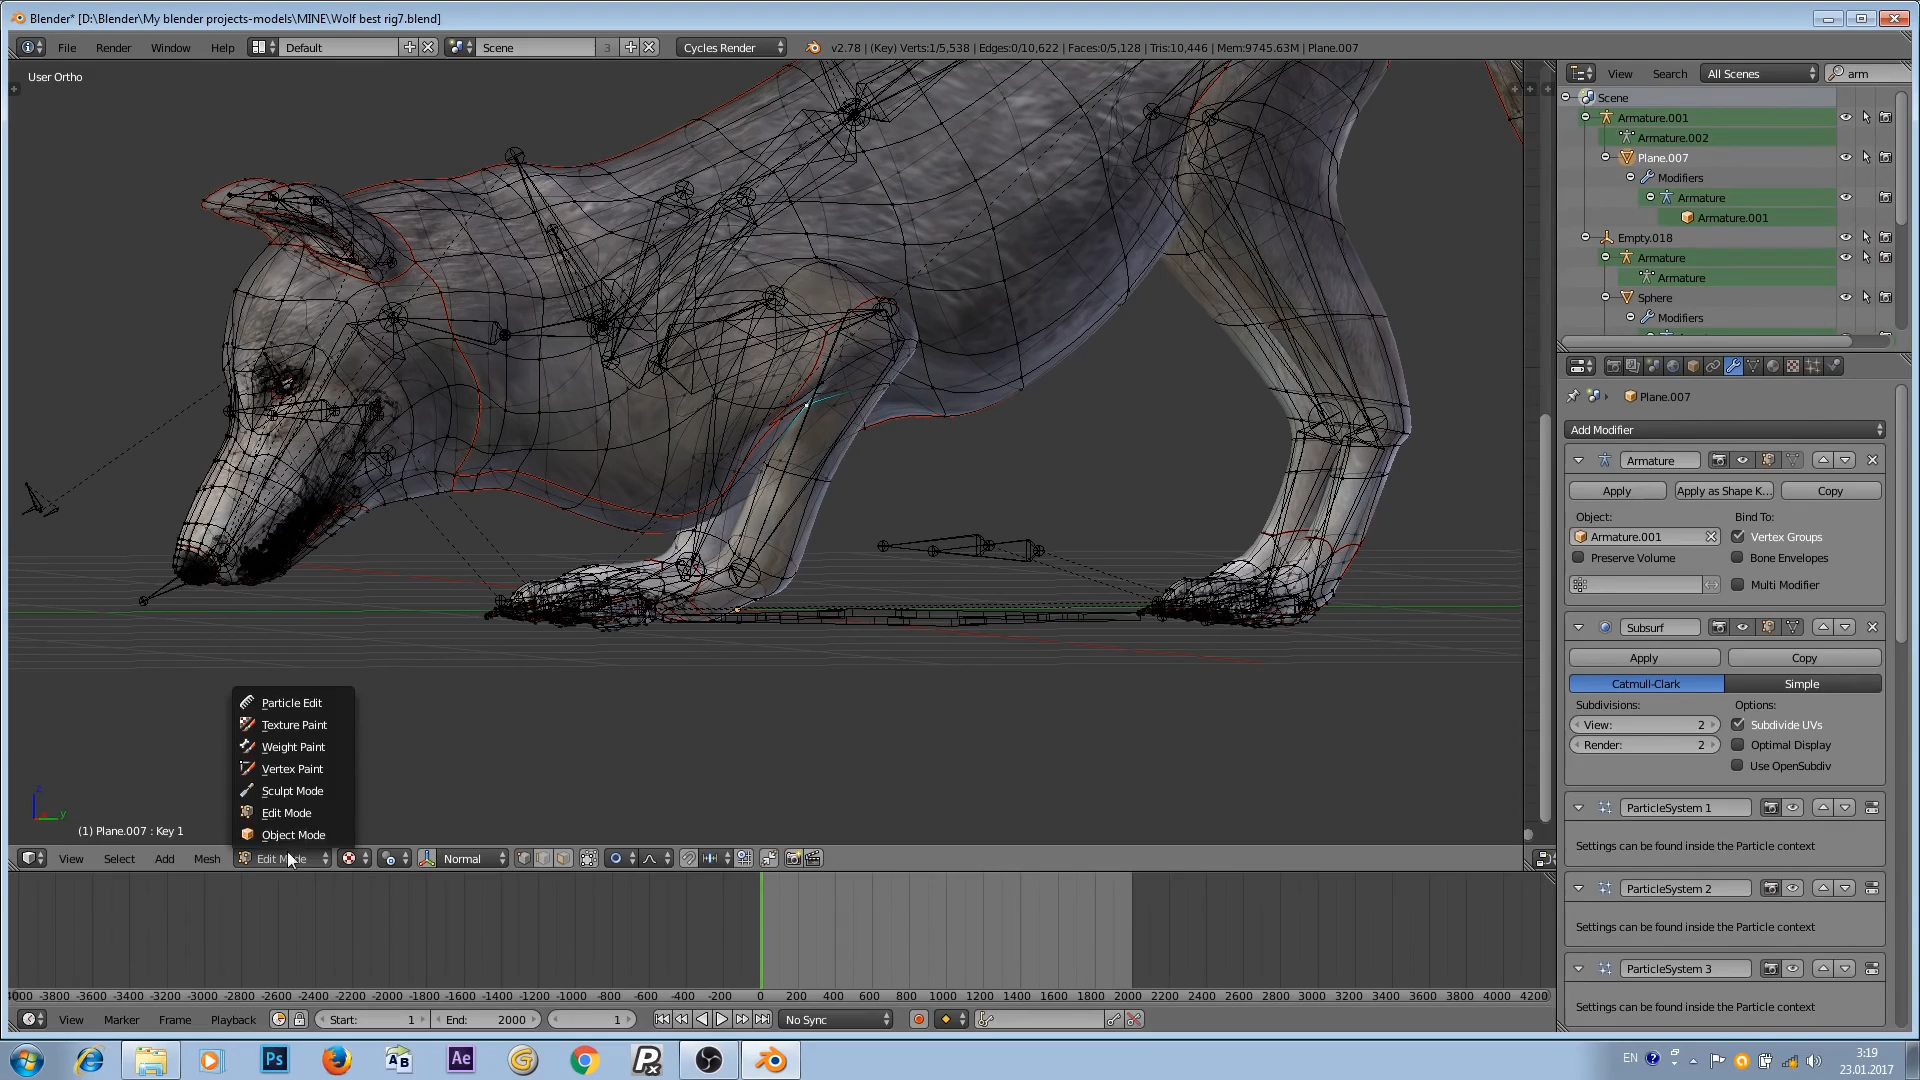 Blender* [D:\Blender\My blender projects-models\MINE\Wolf best rig7.blend]
File Render Window Help Default Scene 3 Cycles Render v2.78 | (Key) Verts:1/5,538 | Edges:0/10,622 | Faces:0/5,128 | Tris:10,446 | Mem:9745.63M | Plane.007
User Ortho
View Search All Scenes arm
Scene
Armature.001
Armature.002
Plane.007
Modifiers
Armature
Armature.001
Empty.018
Armature
Armature
Sphere
Modifiers
Plane.007
Add Modifier
Armature
Apply Apply as Shape K... Copy
Object: Bind To:
Armature.001 Vertex Groups
Preserve Volume Bone Envelopes
Multi Modifier
Subsurf
Apply Copy
Catmull-Clark Simple
Subdivisions: Options:
View: 2 Subdivide UVs
Render: 2 Optimal Display
Use OpenSubdiv
ParticleSystem 1
Settings can be found inside the Particle context
ParticleSystem 2
Settings can be found inside the Particle context
ParticleSystem 3
Settings can be found inside the Particle context
Particle Edit
Texture Paint
Weight Paint
Vertex Paint
Sculpt Mode
Edit Mode
Object Mode
z
y
(1) Plane.007 : Key 1
View Select Add Mesh Edit Mode Normal
-3800 -3600 -3400 -3200 -3000 -2800 -2600 -2400 -2200 -2000 -1800 -1600 -1400 -1200 -1000 -800 -600 -400 -200 0 200 400 600 800 1000 1200 1400 1600 1800 2000 2200 2400 2600 2800 3000 3200 3400 3600 3800 4000 4200
View Marker Frame Playback Start: 1 End: 2000 1 No Sync
Ps AB Ae Px EN 3:19
23.01.2017